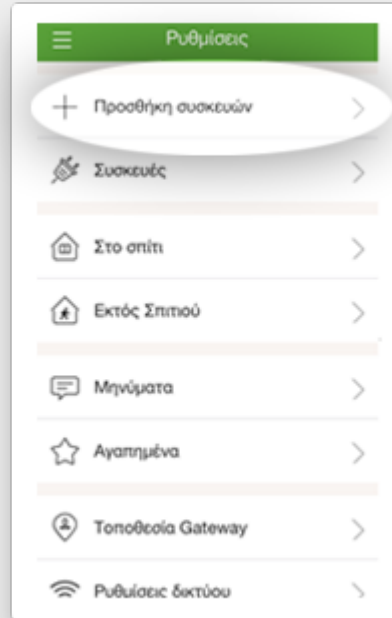 Ρυθμίσεις
Προσθήκη συσκευών
Συσκευές
Στο σπίτι
Εκτός Σπιτιού
Μηνύματα
Αγαπημένα
Τοποθεσία Gateway
Ρυθμίσεις δικτύου